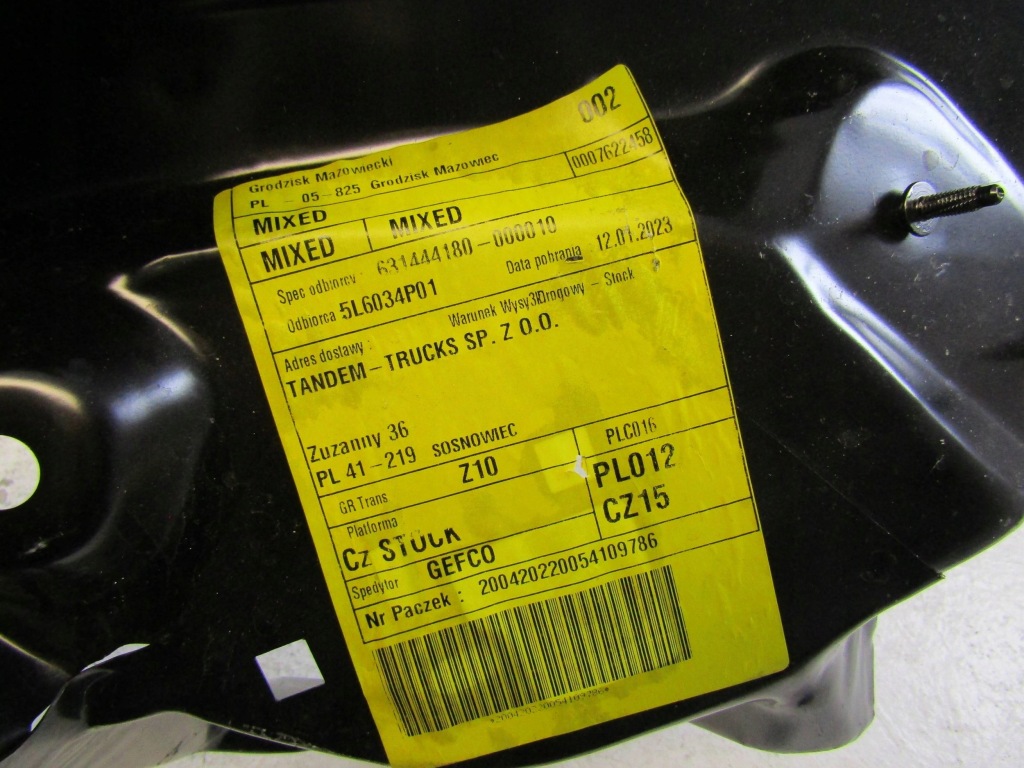 002
Grodzisk Mazowiecki
PL - 05-825 Grodzisk Mazowiec
0007622458
MIXED
MIXED MIXED
Spec odbiorcy: 631444180-000010
Odbiorca 5L6034P01 Data pobrania 12.01.2023
Adres dostawy : Warunek Drogowy - Stock
TANDEM-TRUCKS SP. Z O.O.
Zuzanny 36
PL 41-219 SOSNOWIEC
GR Trans Z10 PLC016
Platforma PL012
Cz STOCK CZ15
Spedytor GEFCO
Nr Paczek : 200420220054109786